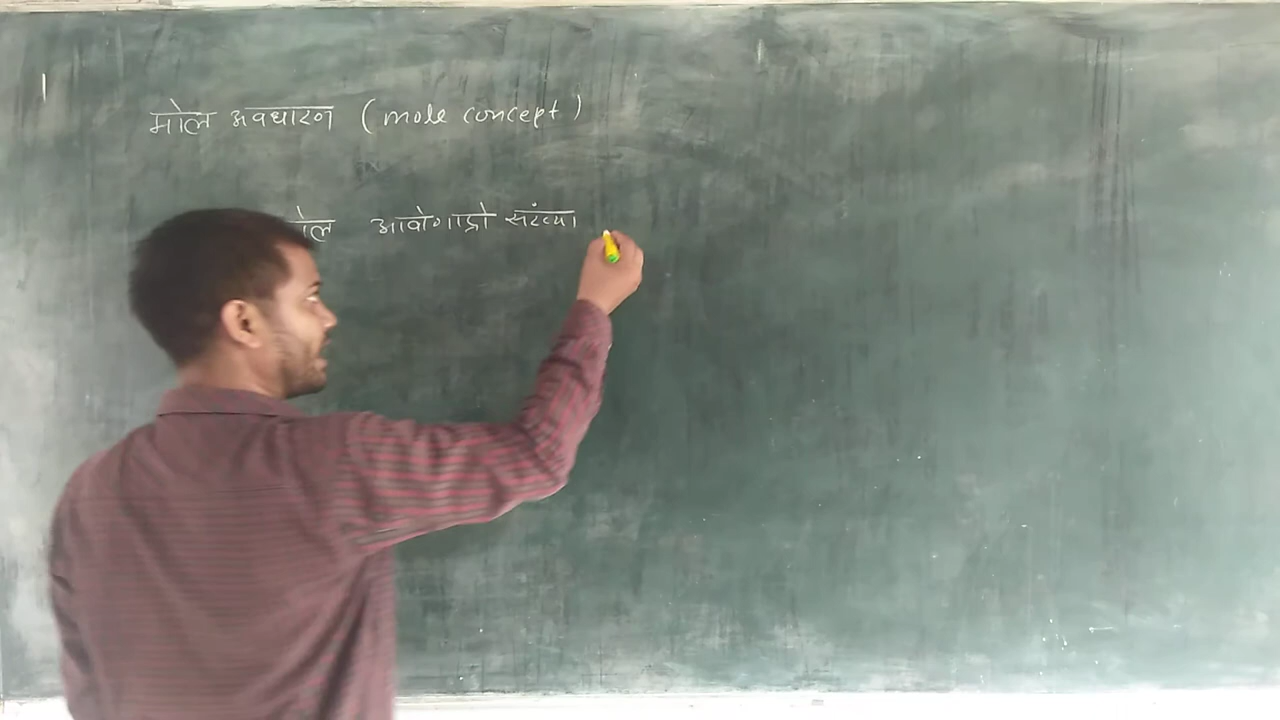 मोल अवधारण (mole concept)
आवोगाद्रो संख्या